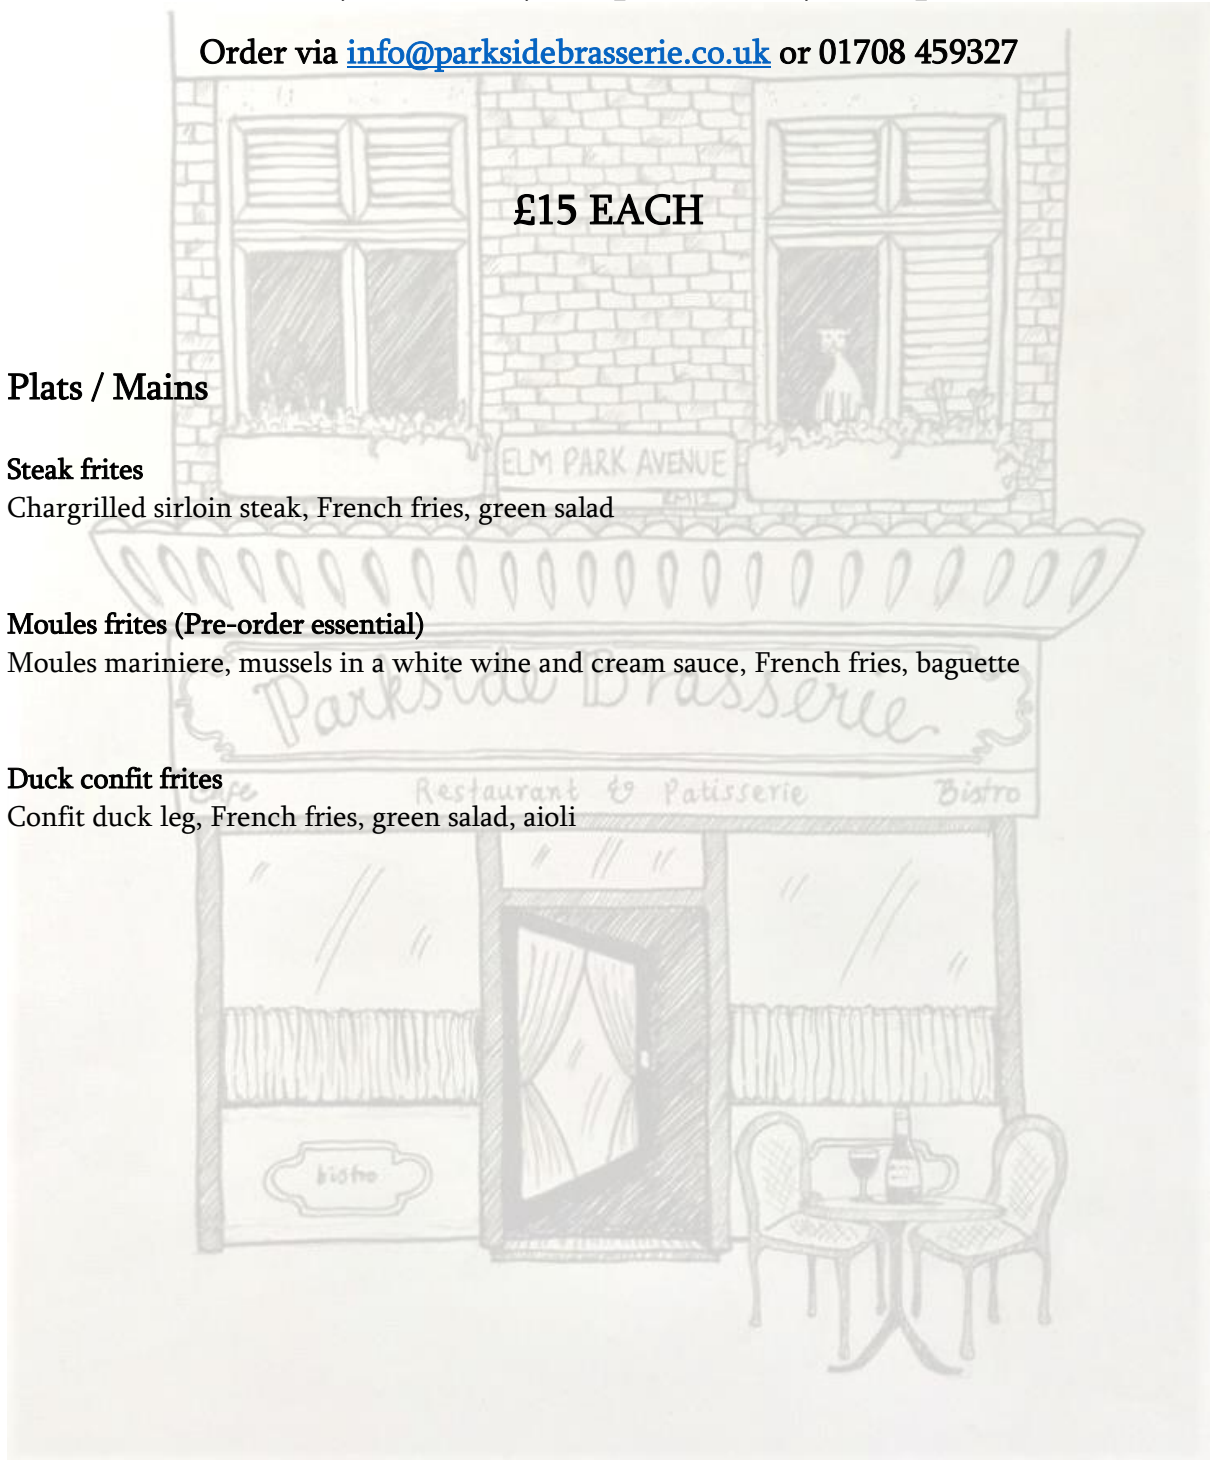 Order via info@parksidebrasserie.co.uk or 01708 459327
£15 EACH
Plats / Mains
ELM PARK AVENUE
Steak frites
Chargrilled sirloin steak, French fries, green salad
Moules frites (Pre-order essential)
Moules mariniere, mussels in a white wine and cream sauce, French fries, baguette
Parkside Brasserie
Duck confit frites
Cafe Restaurant & Patisserie Bistro
Confit duck leg, French fries, green salad, aioli
bistro